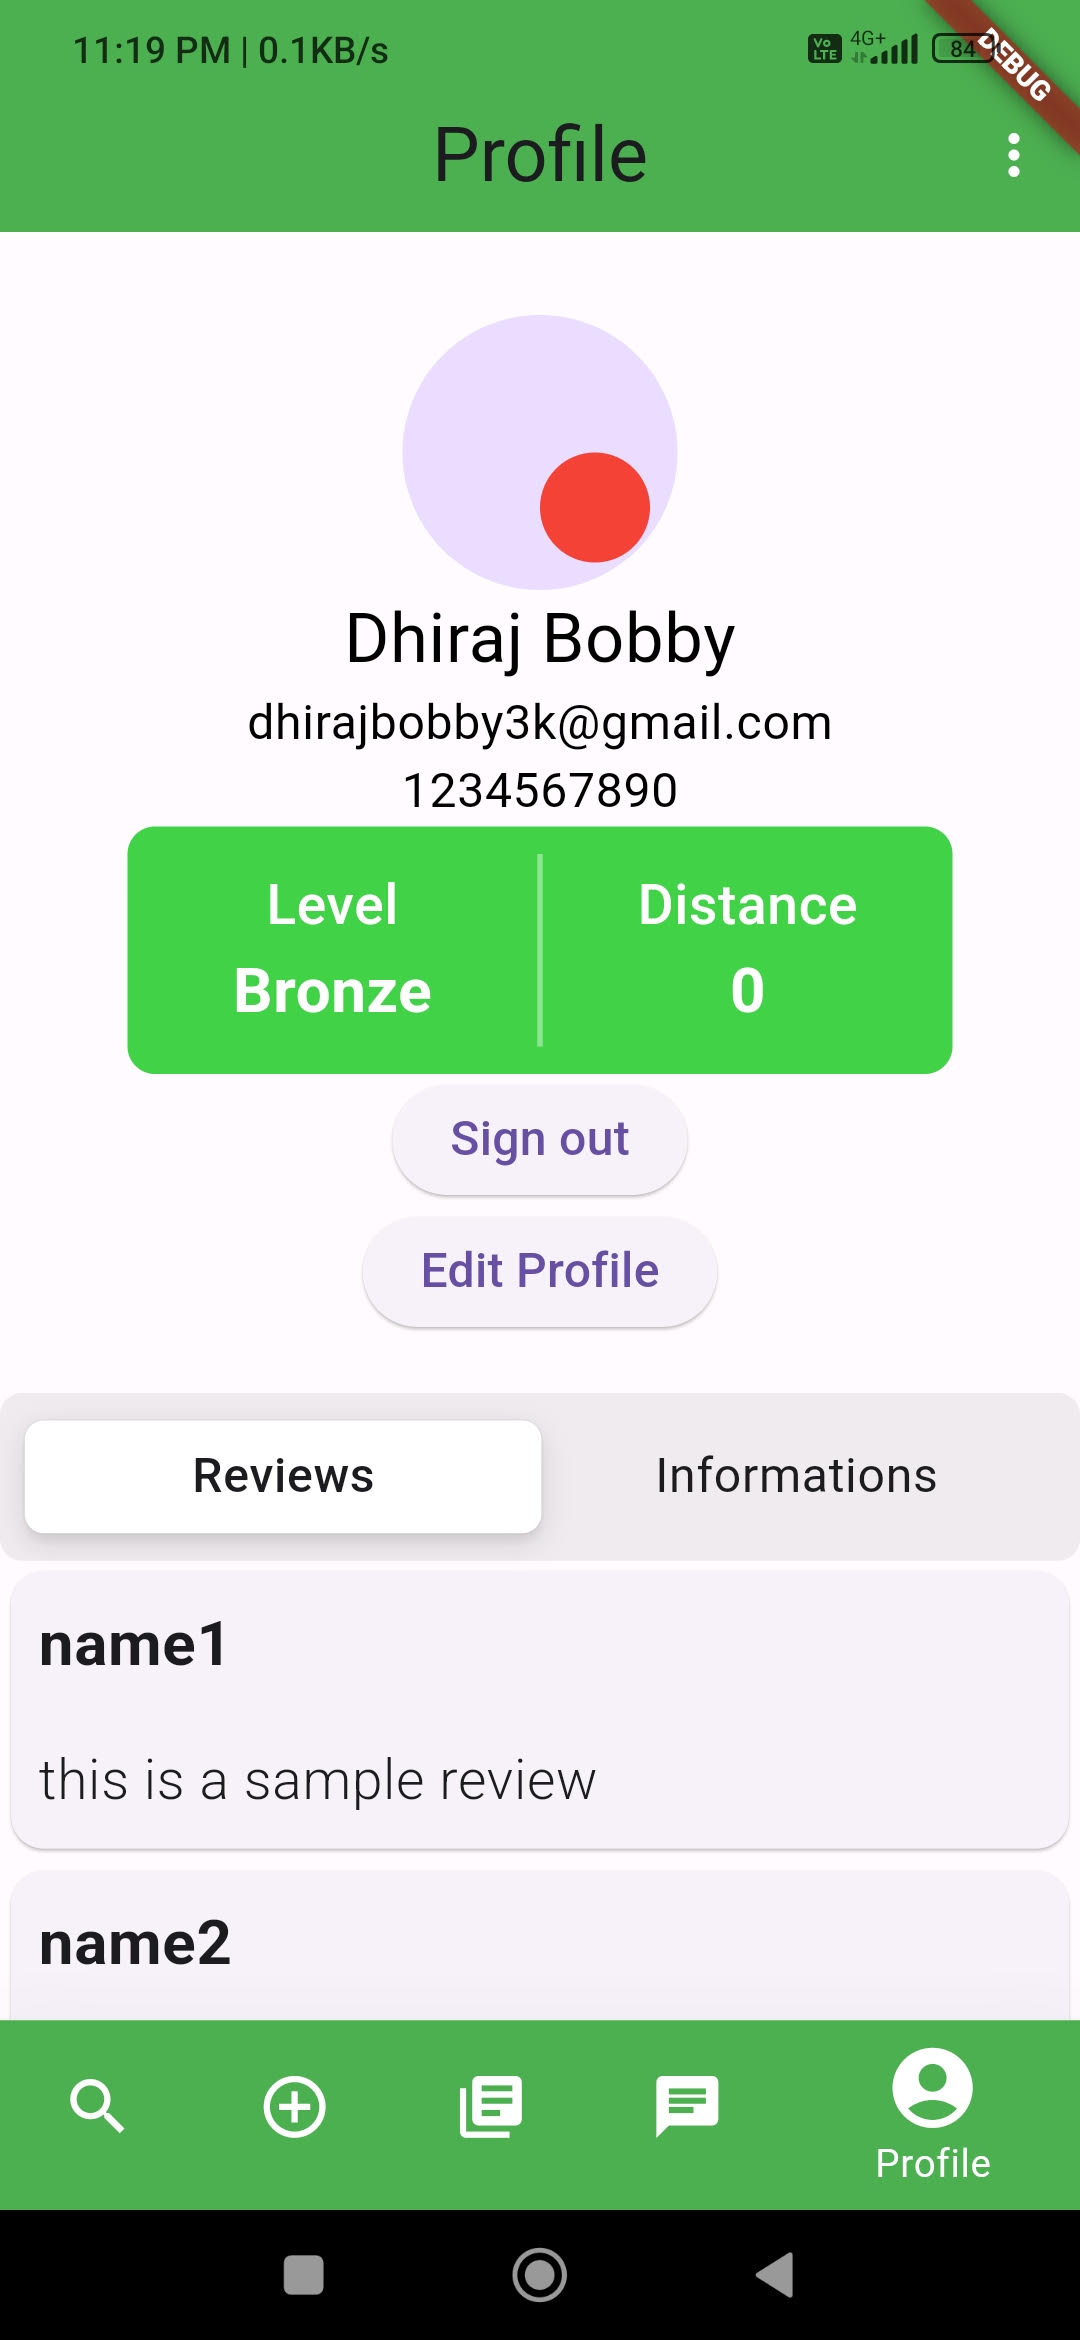 11:19 PM | 0.1KB/s
Vo LTE 4G+ 84
DEBUG
Profile
Dhiraj Bobby
dhirajbobby3k@gmail.com
1234567890
Level Distance
Bronze 0
Sign out
Edit Profile
Reviews Informations
name1
this is a sample review
name2
Profile